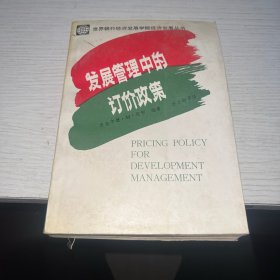 世界银行经济发展学院经济发展丛书
发展管理中的
订价政策
PRICING POLICY
FOR
DEVELOPMENT
MANAGEMENT